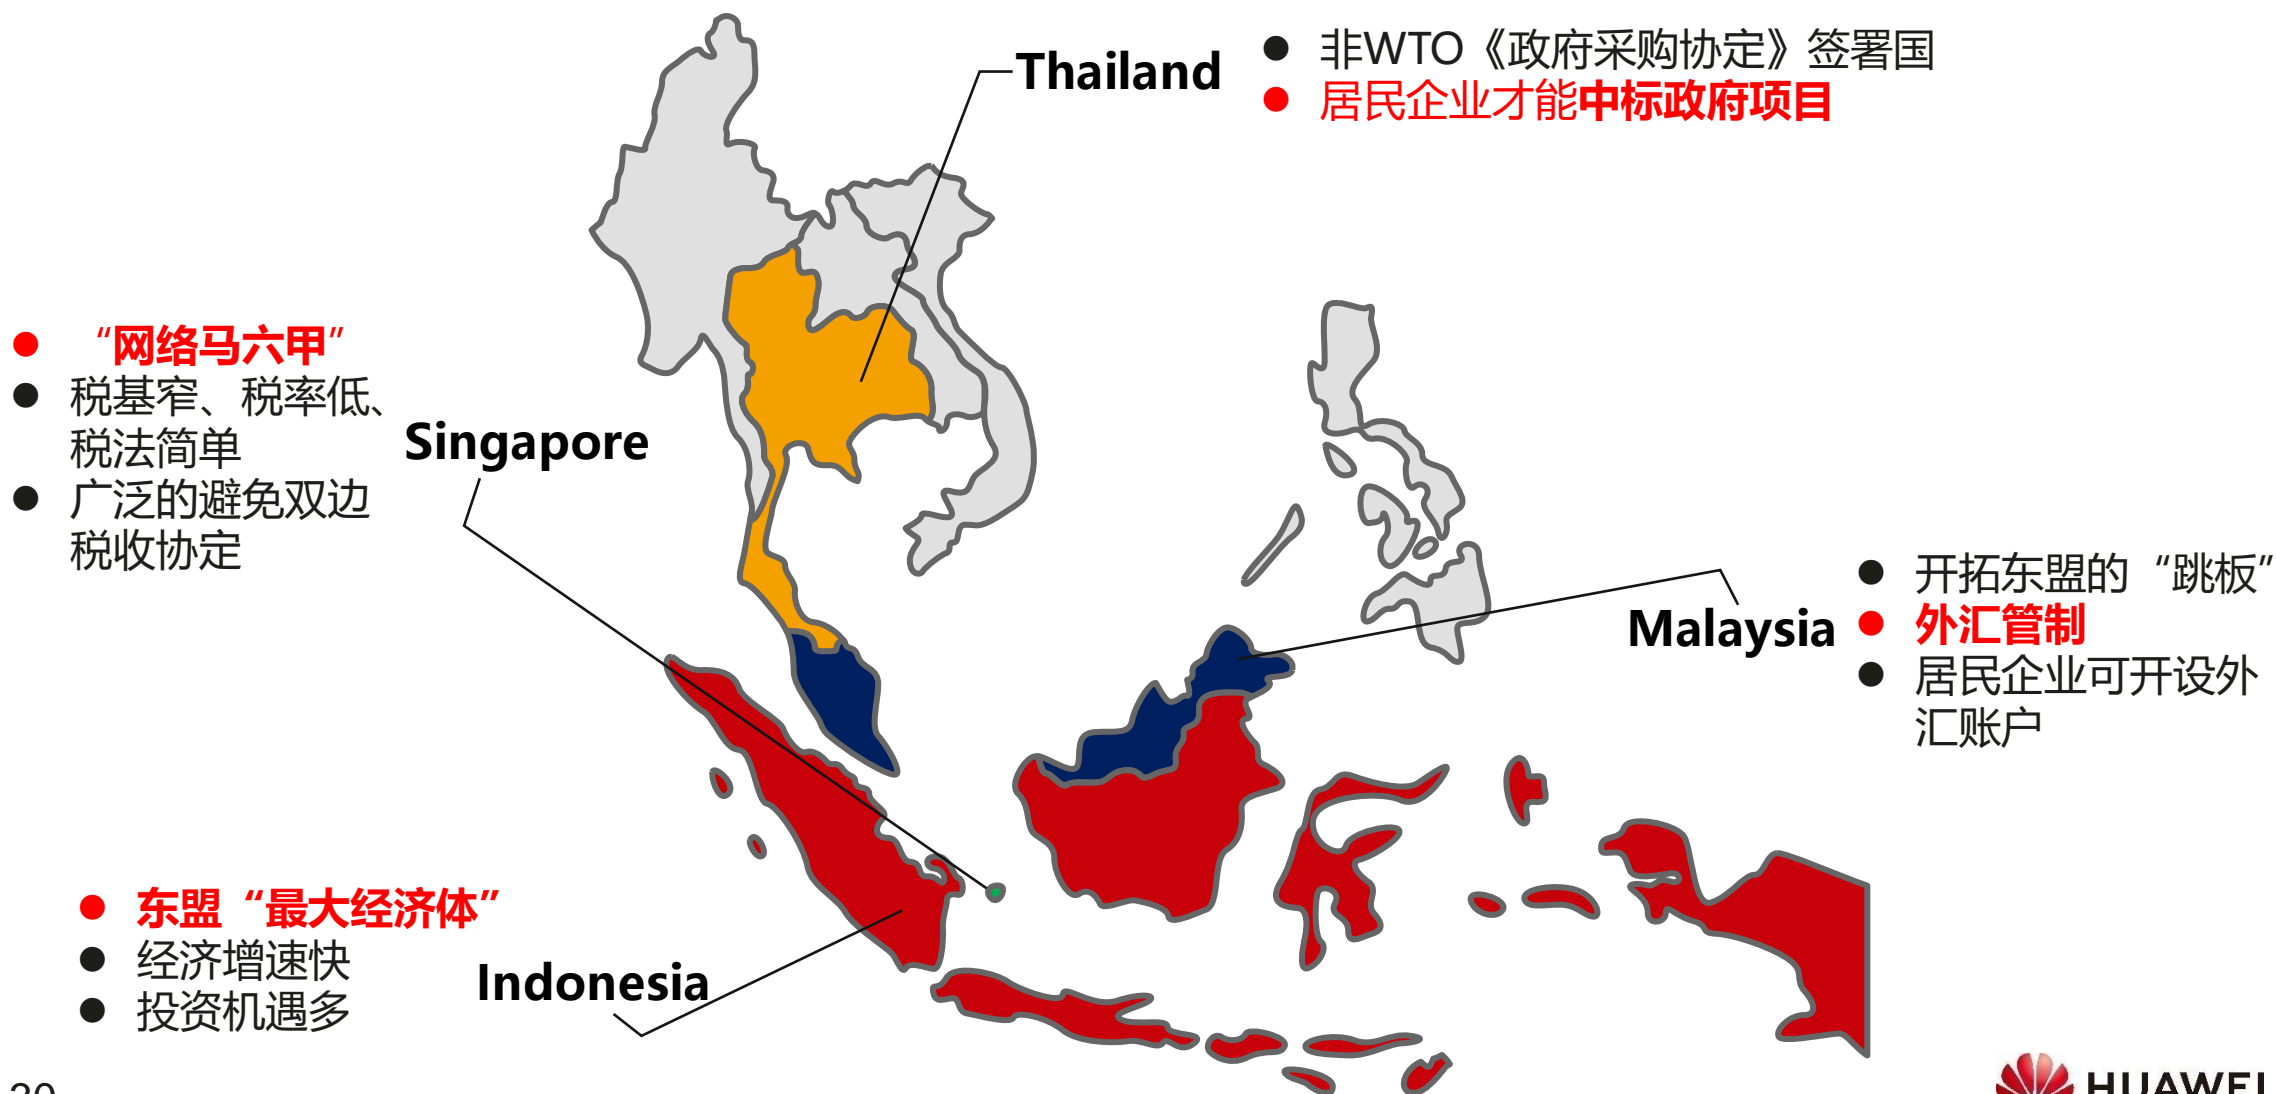 Thailand
非WTO《政府采购协定》签署国
居民企业才能中标政府项目
“网络马六甲”
税基窄、税率低、
税法简单
广泛的避免双边
税收协定
Singapore
开拓东盟的“跳板”
外汇管制
居民企业可开设外
汇账户
Malaysia
东盟“最大经济体”
经济增速快
投资机遇多
Indonesia
HUAWEI